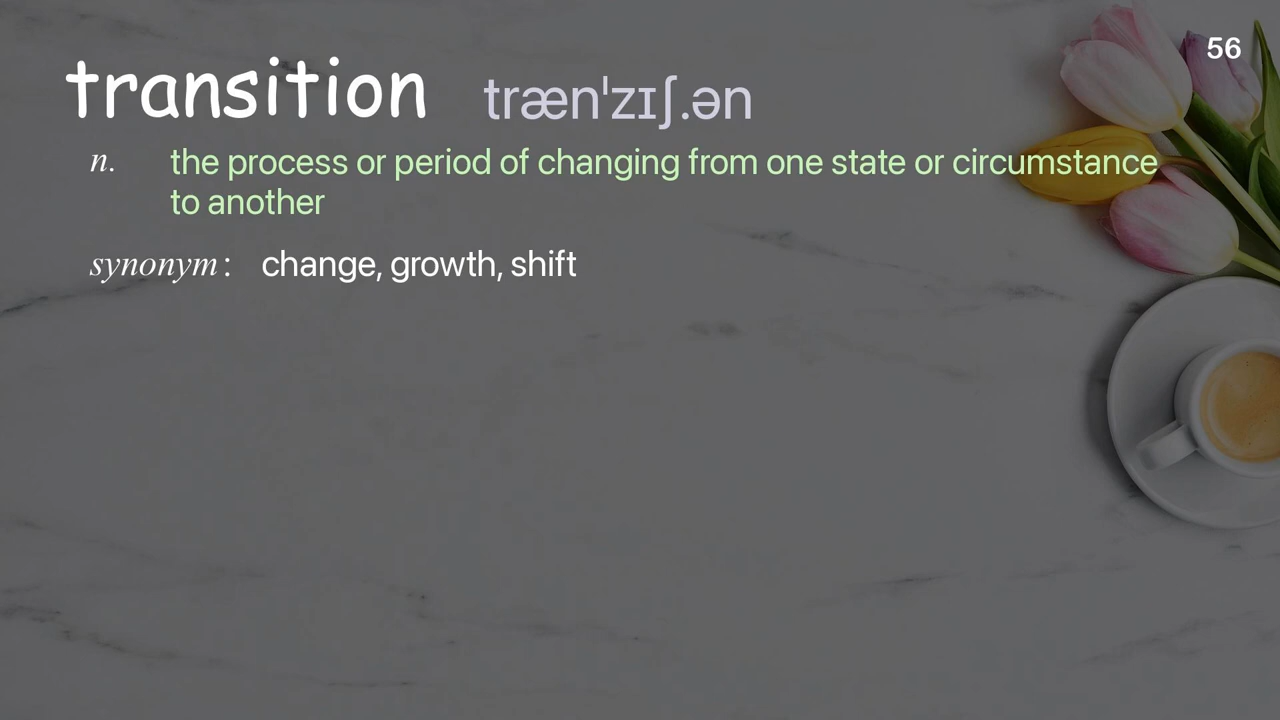 56
transition trænˈzɪʃ.ən
n. the process or period of changing from one state or circumstance
to another
synonym : change, growth, shift